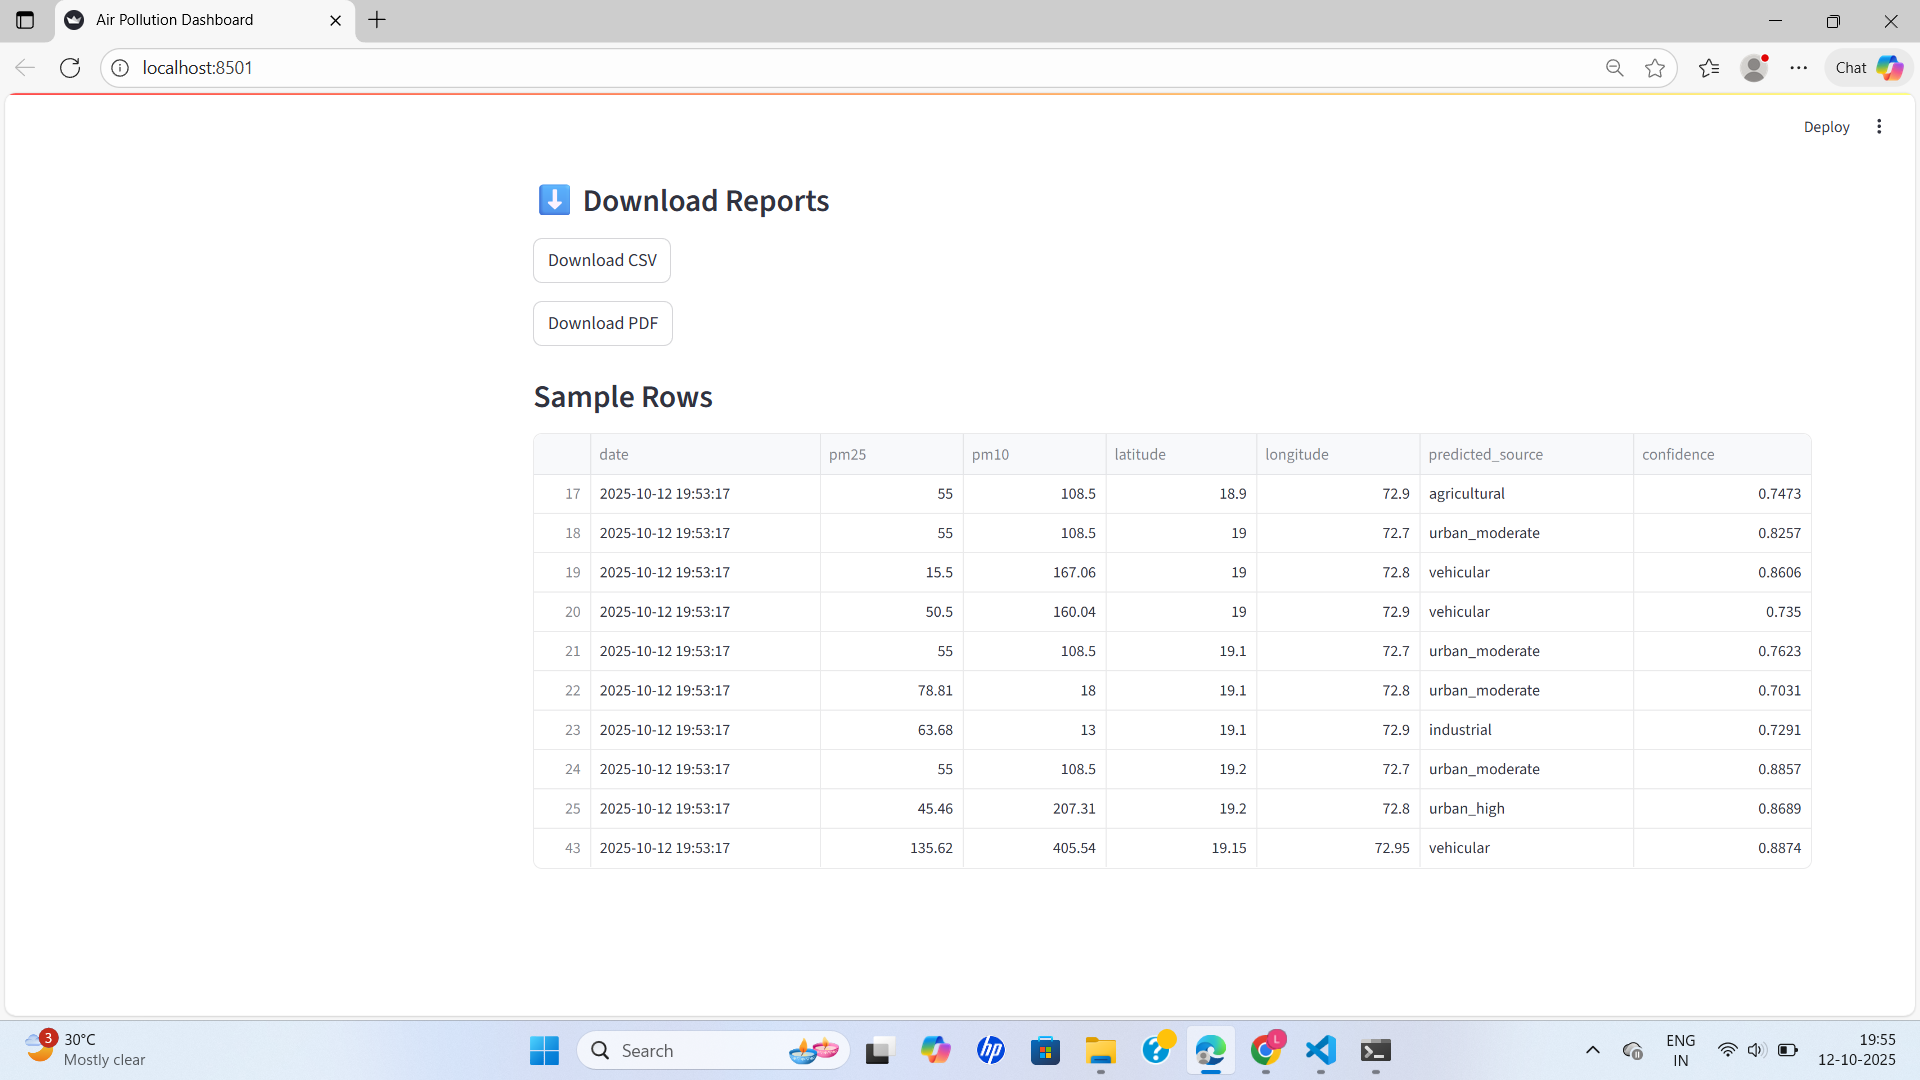 Air Pollution Dashboard
localhost:8501
Chat
Deploy
Download Reports
Download CSV
Download PDF
Sample Rows
date pm25 pm10 latitude longitude predicted_source confidence
17 2025-10-12 19:53:17 55 108.5 18.9 72.9 agricultural 0.7473
18 2025-10-12 19:53:17 55 108.5 19 72.7 urban_moderate 0.8257
19 2025-10-12 19:53:17 15.5 167.06 19 72.8 vehicular 0.8606
20 2025-10-12 19:53:17 50.5 160.04 19 72.9 vehicular 0.735
21 2025-10-12 19:53:17 55 108.5 19.1 72.7 urban_moderate 0.7623
22 2025-10-12 19:53:17 78.81 18 19.1 72.8 urban_moderate 0.7031
23 2025-10-12 19:53:17 63.68 13 19.1 72.9 industrial 0.7291
24 2025-10-12 19:53:17 55 108.5 19.2 72.7 urban_moderate 0.8857
25 2025-10-12 19:53:17 45.46 207.31 19.2 72.8 urban_high 0.8689
43 2025-10-12 19:53:17 135.62 405.54 19.15 72.95 vehicular 0.8874
3
30°C
Mostly clear
Search
hp
L
ENG
IN
19:55
12-10-2025